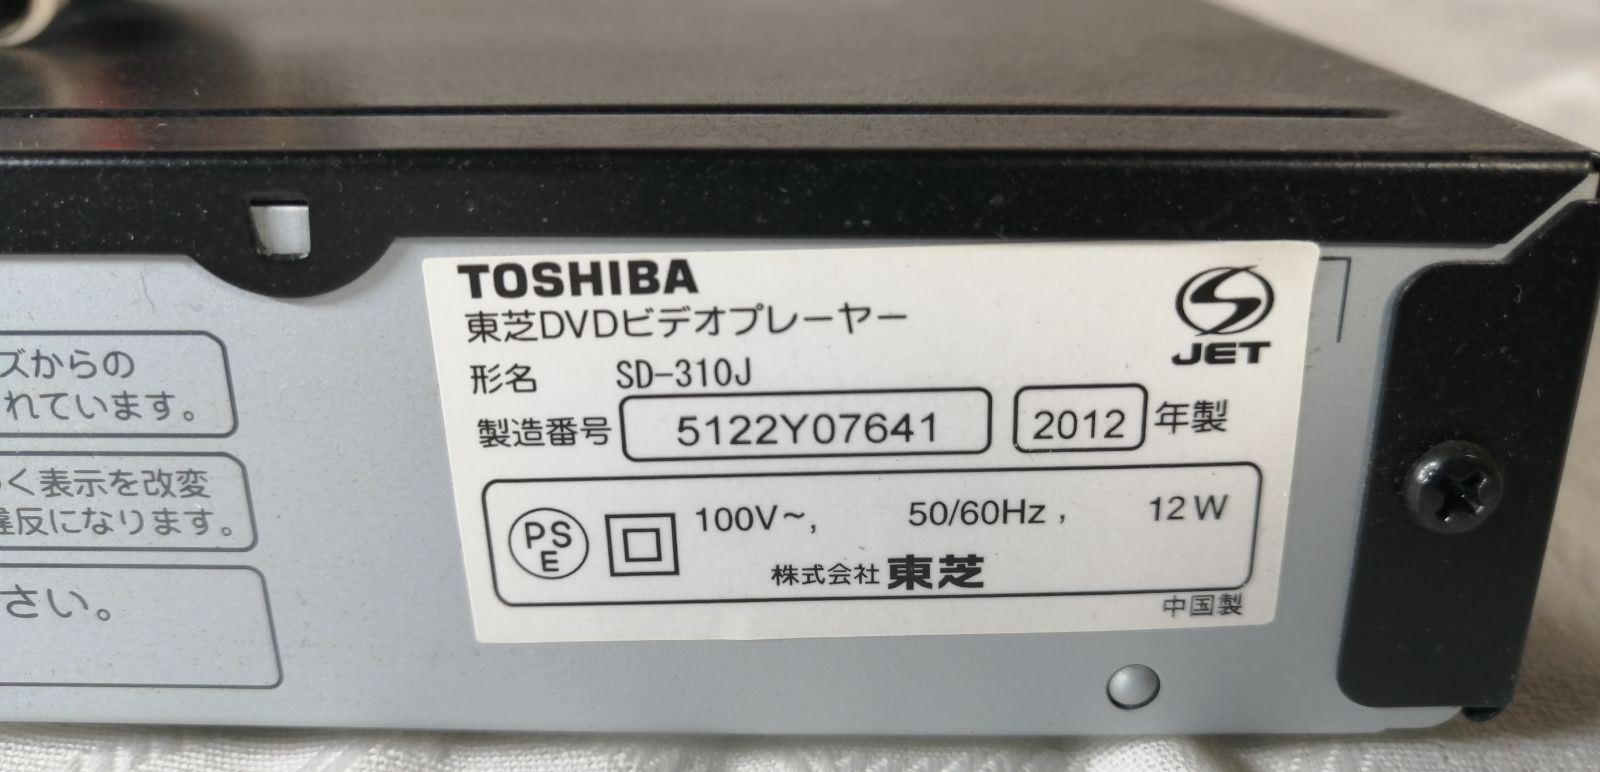 TOSHIBA
東芝DVDビデオプレーヤー
形名 SD-310J
製造番号 5122Y07641 2012 年製
S JET
PSE 100V~, 50/60Hz, 12W
株式会社 東芝
中国製
ズからの
れています。
く表示を改変
違反になります。
さい。